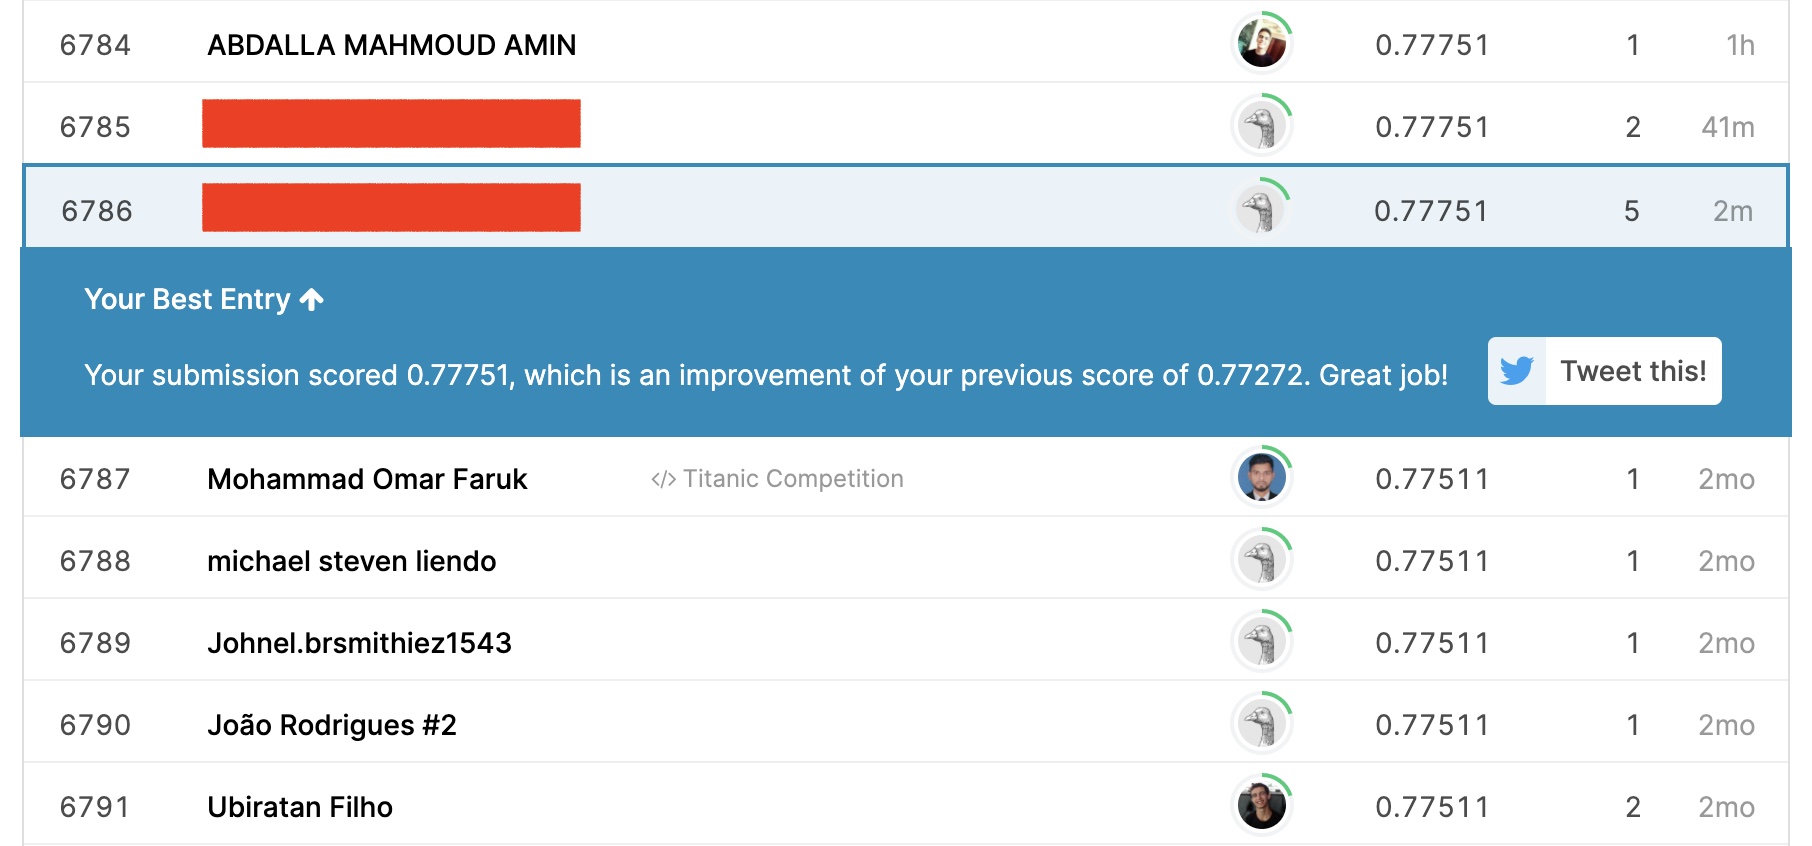 6784 ABDALLA MAHMOUD AMIN 0.77751 1 1h
6785 0.77751 2 41m
6786 0.77751 5 2m
Your Best Entry
Your submission scored 0.77751, which is an improvement of your previous score of 0.77272. Great job! Tweet this!
6787 Mohammad Omar Faruk </> Titanic Competition 0.77511 1 2mo
6788 michael steven liendo 0.77511 1 2mo
6789 Johnel.brsmithiez1543 0.77511 1 2mo
6790 João Rodrigues #2 0.77511 1 2mo
6791 Ubiratan Filho 0.77511 2 2mo